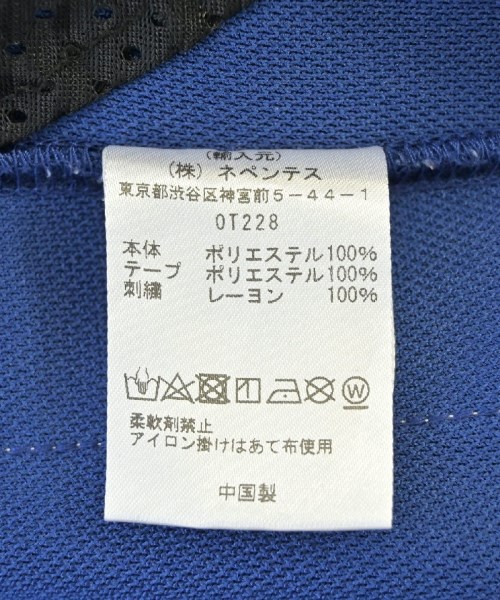 (輸入元)
(株) ネペンテス
東京都渋谷区神宮前5-44-1
OT228
本体 ポリエステル100%
テープ ポリエステル100%
刺繍 レーヨン 100%
W
柔軟剤禁止
アイロン掛けはあて布使用
中国製